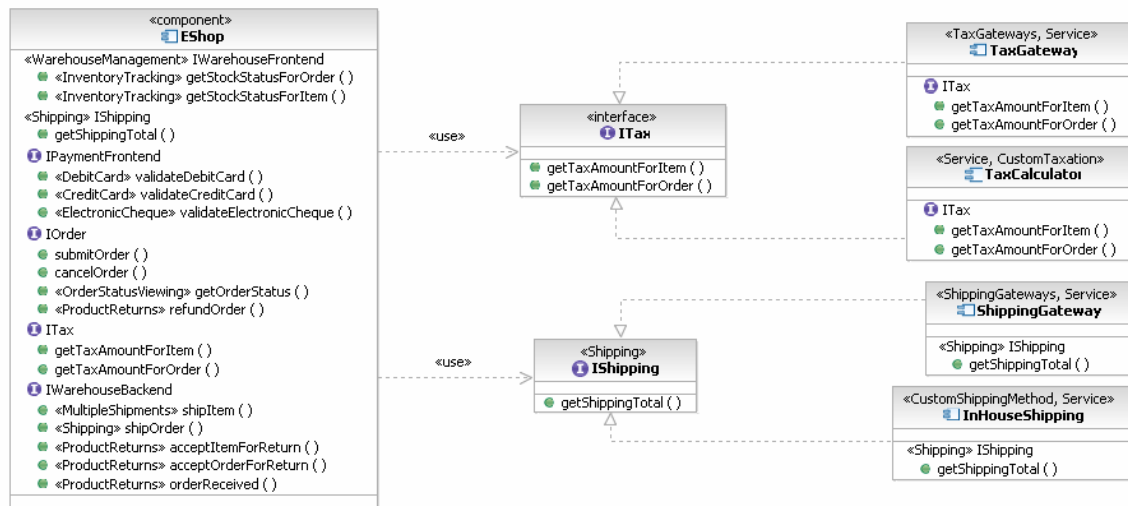 «component»
EShop
«WarehouseManagement» IWarehouseFrontend
«InventoryTracking» getStockStatusForOrder ( )
«InventoryTracking» getStockStatusForItem ( )
«Shipping» IShipping
getShippingTotal ( )
IPaymentFrontend
«DebitCard» validateDebitCard ( )
«CreditCard» validateCreditCard ( )
«ElectronicCheque» validateElectronicCheque ( )
IOrder
submitOrder ( )
cancelOrder ( )
«OrderStatusViewing» getOrderStatus ( )
«ProductReturns» refundOrder ( )
ITax
getTaxAmountForItem ( )
getTaxAmountForOrder ( )
IWarehouseBackend
«MultipleShipments» shipItem ( )
«Shipping» shipOrder ( )
«ProductReturns» acceptItemForReturn ( )
«ProductReturns» acceptOrderForReturn ( )
«ProductReturns» orderReceived ( )
«use»
«use»
«interface»
ITax
getTaxAmountForItem ( )
getTaxAmountForOrder ( )
«Shipping»
IShipping
getShippingTotal ( )
«TaxGateways, Service»
TaxGateway
ITax
getTaxAmountForItem ( )
getTaxAmountForOrder ( )
«Service, CustomTaxation»
TaxCalculator
ITax
getTaxAmountForItem ( )
getTaxAmountForOrder ( )
«ShippingGateways, Service»
ShippingGateway
«Shipping» IShipping
getShippingTotal ( )
«CustomShippingMethod, Service»
InHouseShipping
«Shipping» IShipping
getShippingTotal ( )